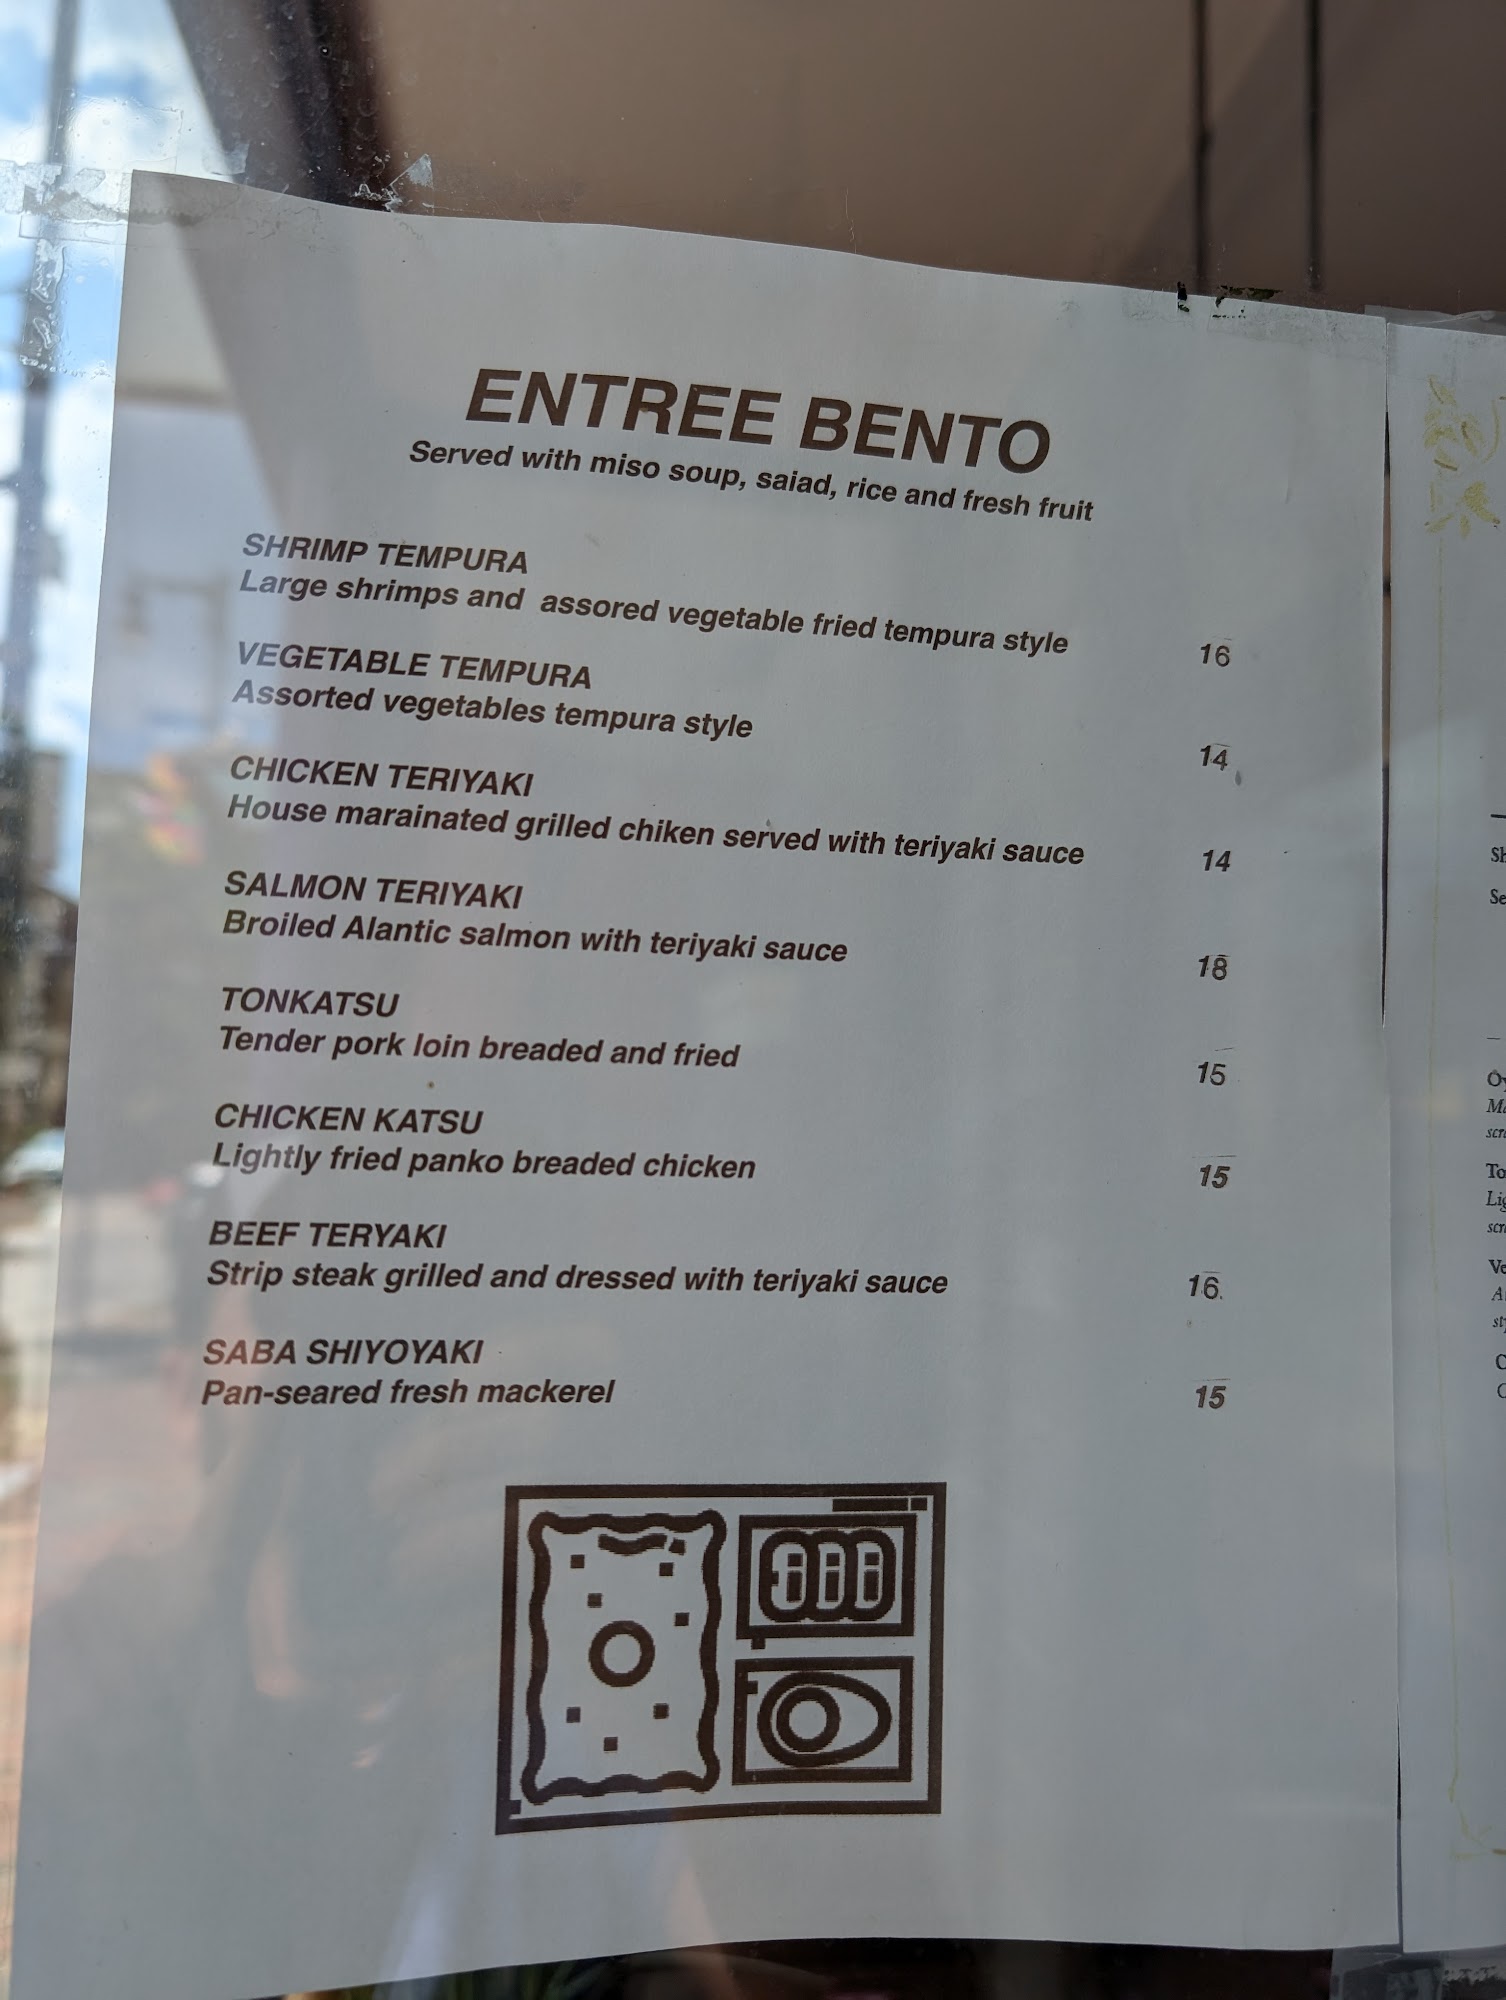 ENTREE BENTO
Served with miso soup, saiad, rice and fresh fruit
SHRIMP TEMPURA
Large shrimps and assored vegetable fried tempura style 16
VEGETABLE TEMPURA
Assorted vegetables tempura style 14
CHICKEN TERIYAKI
House marainated grilled chiken served with teriyaki sauce 14
SALMON TERIYAKI
Broiled Alantic salmon with teriyaki sauce 18
TONKATSU
Tender pork loin breaded and fried 15
CHICKEN KATSU
Lightly fried panko breaded chicken 15
BEEF TERYAKI
Strip steak grilled and dressed with teriyaki sauce 16
SABA SHIYOYAKI
Pan-seared fresh mackerel 15